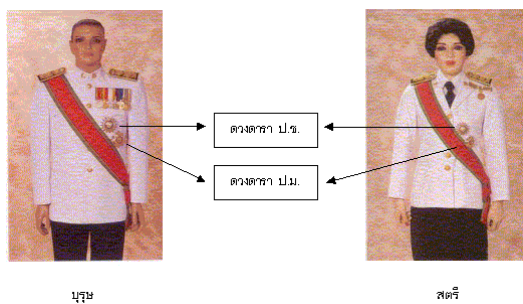 ดวงดารา ป.ช.
ดวงดารา ป.ม.
บุรุษ
สตรี